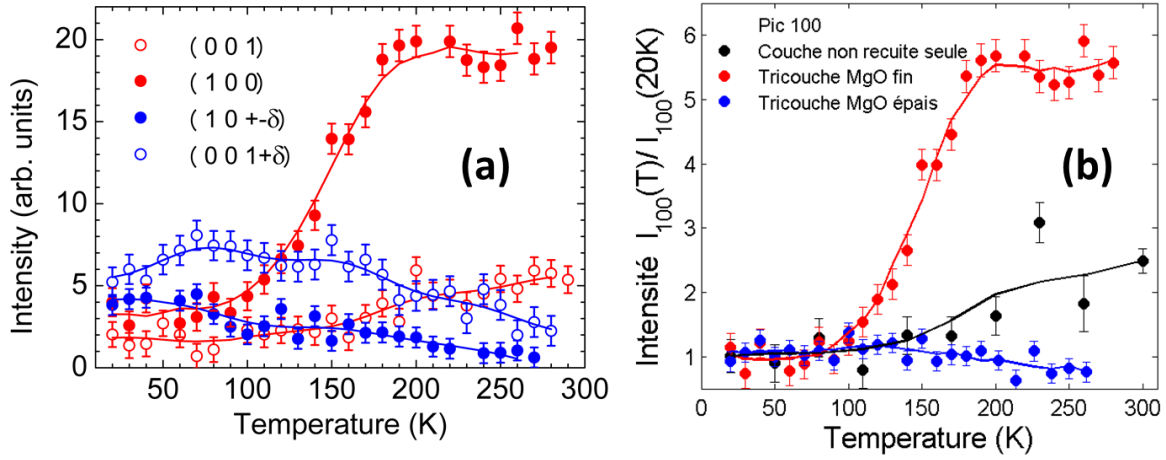 Intensity (arb. units)
20
15
10
5
0
(0 0 1)
(1 0 0)
(1 0 +-δ)
(0 0 1+δ)
(a)
50 100 150 200 250 300
Temperature (K)
Intensité I100(T)/ I100(20K)
6
5
4
3
2
1
Pic 100
Couche non recuite seule
Tricouche MgO fin
Tricouche MgO épais
(b)
0 50 100 150 200 250 300
Temperature (K)